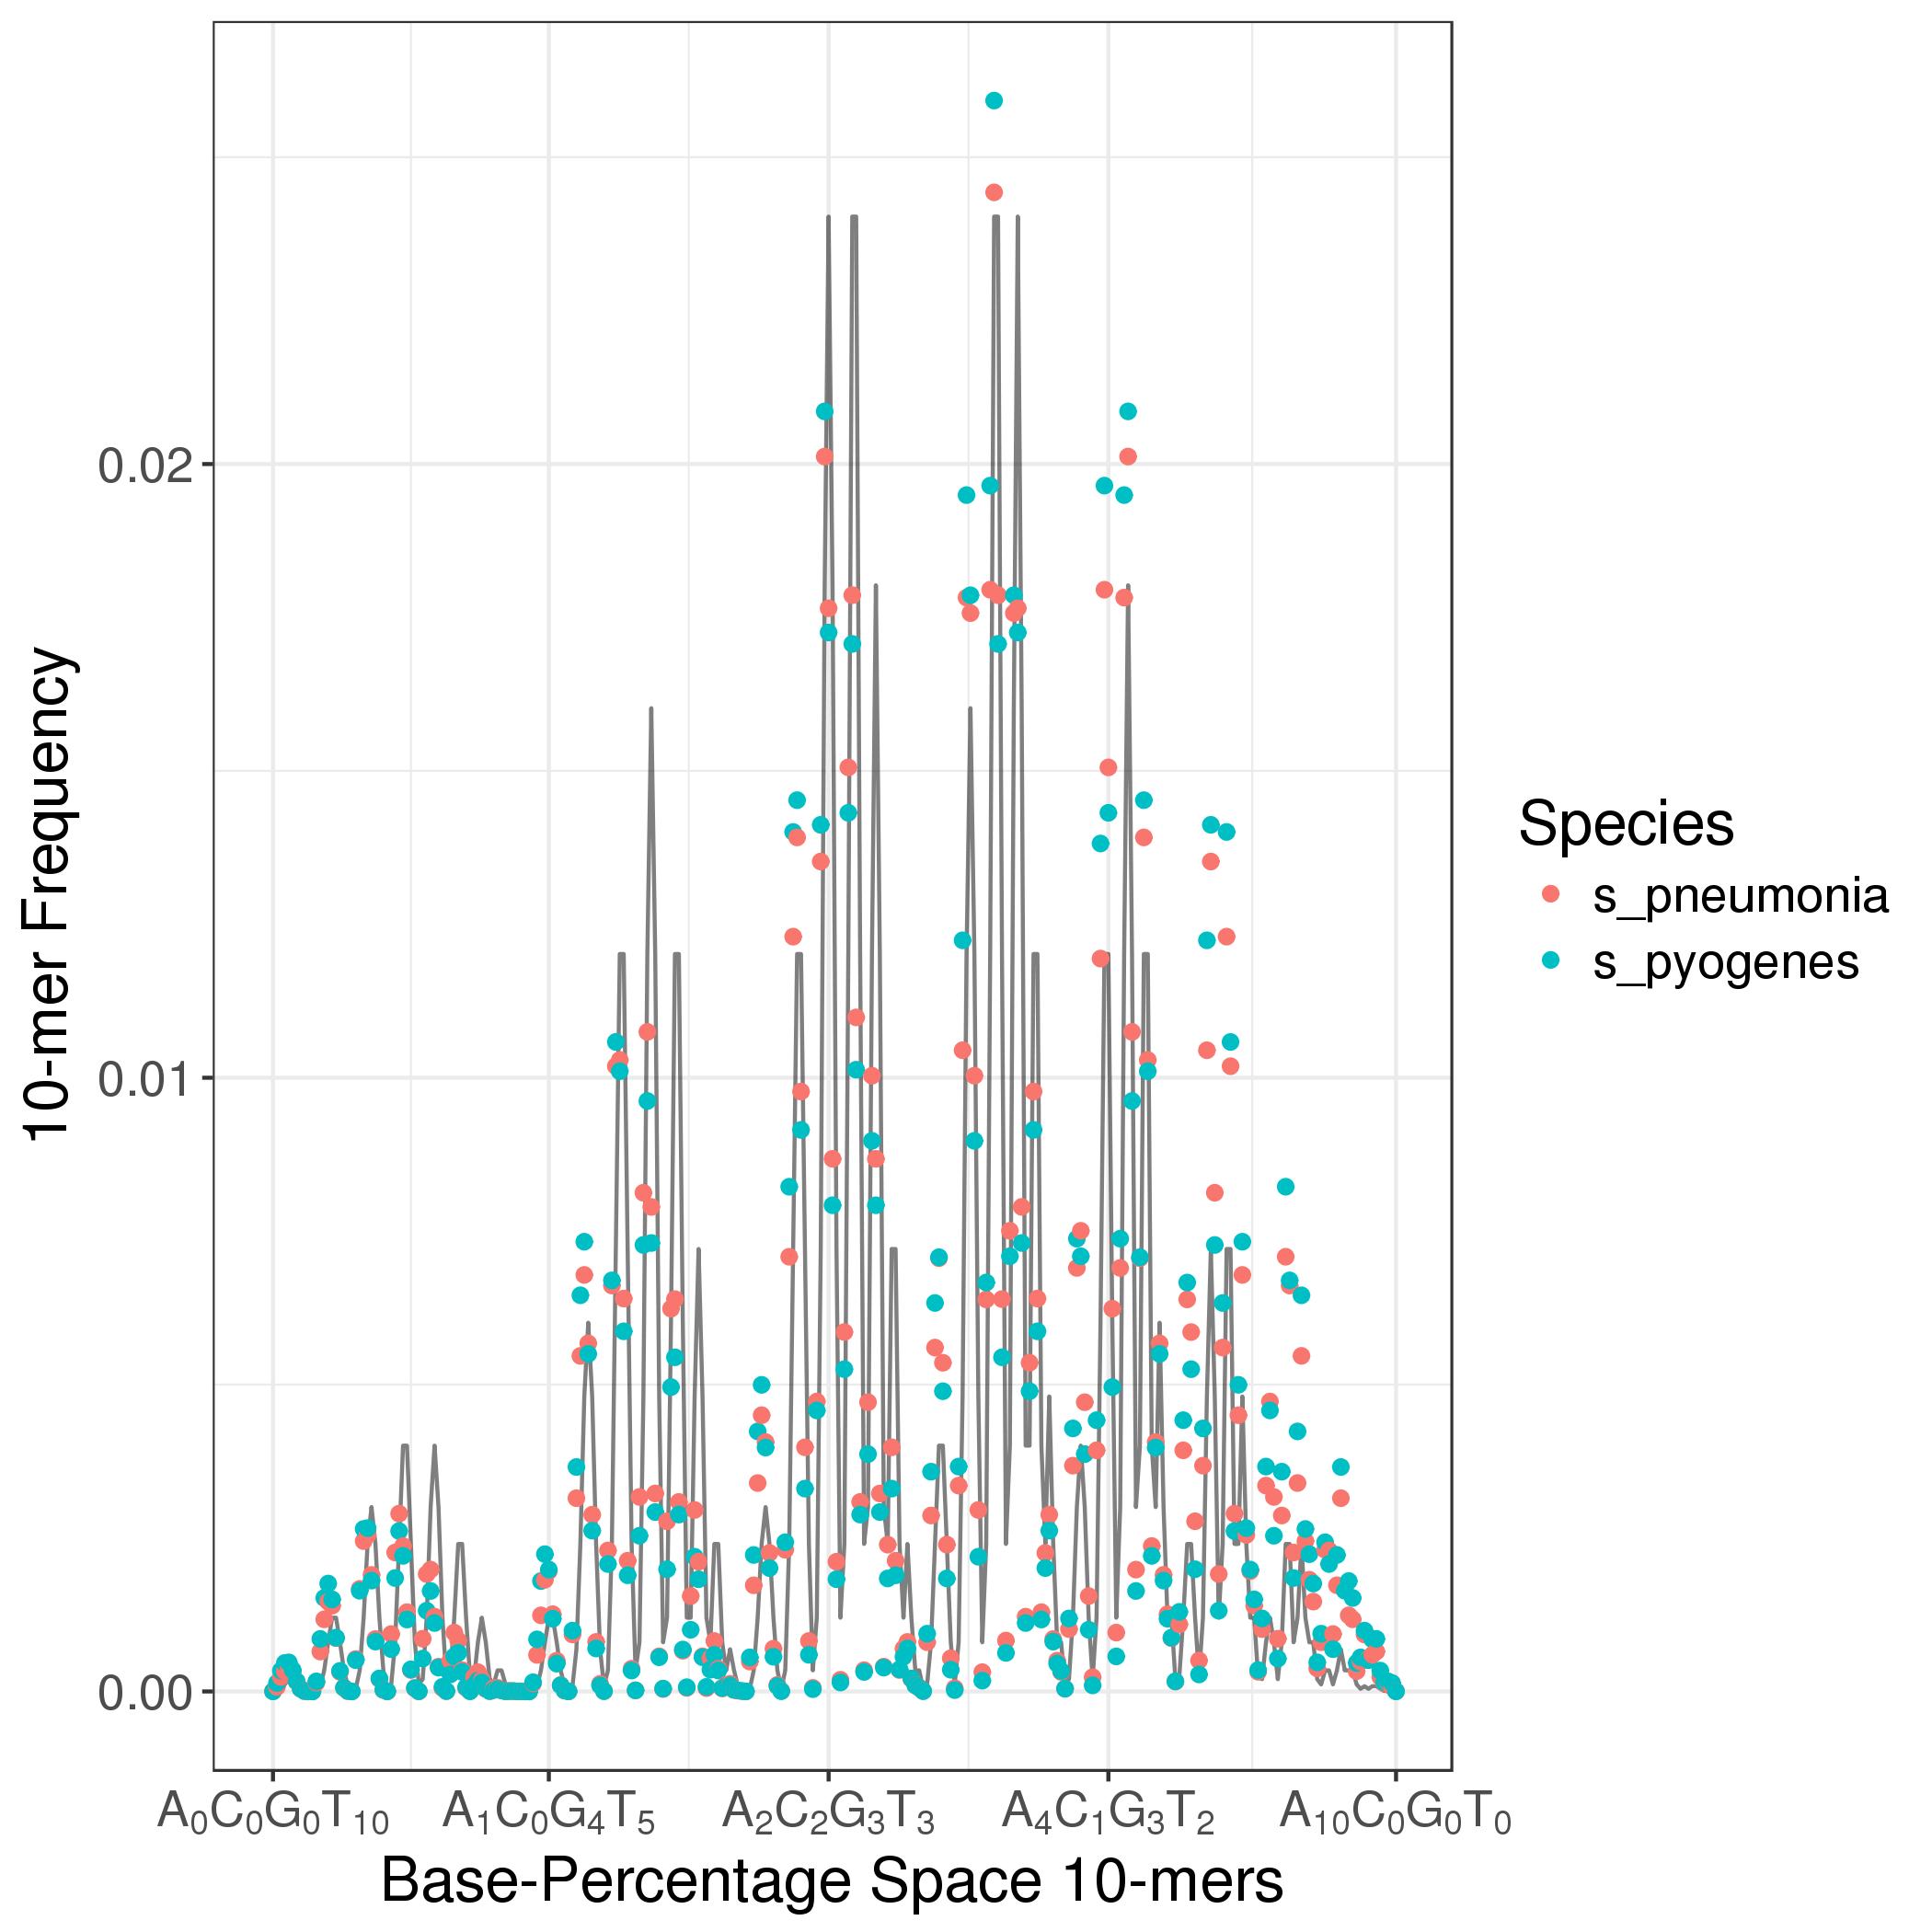 10-mer Frequency
0.02
0.01
0.00
A0C0G0T10 A1C0G4T5 A2C2G3T3 A4C1G3T2 A10C0G0T0
Base-Percentage Space 10-mers
Species
s_pneumonia
s_pyogenes